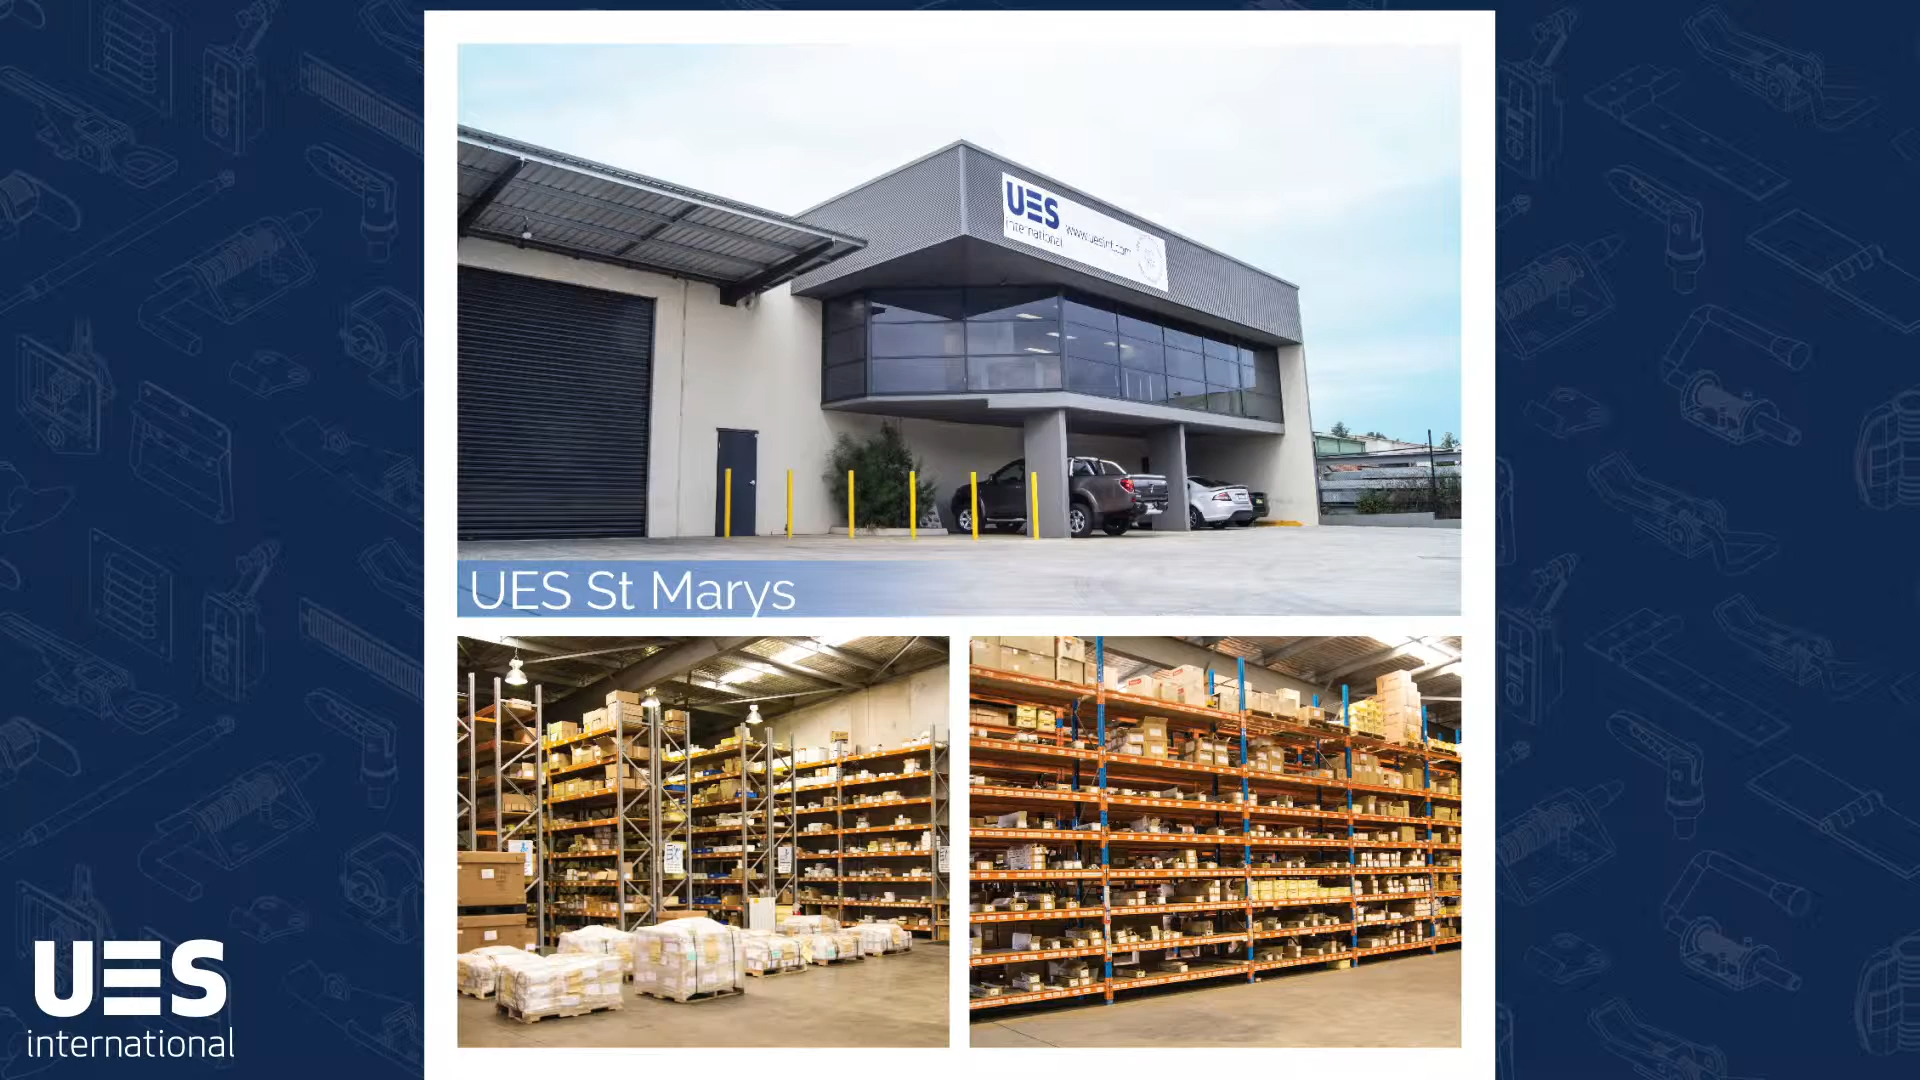 UES
international
www.uesint.com
UES St Marys
UES
international